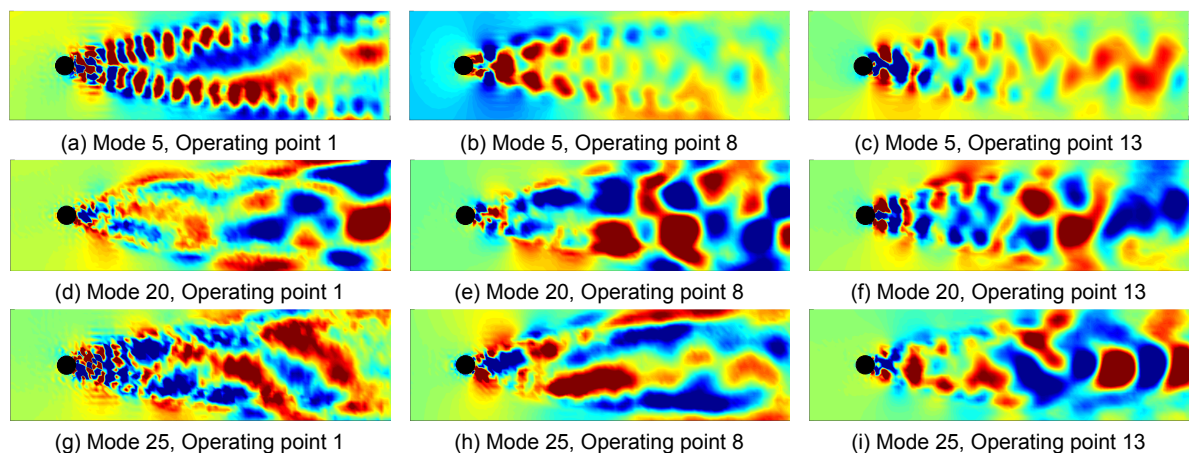 (a) Mode 5, Operating point 1
(b) Mode 5, Operating point 8
(c) Mode 5, Operating point 13
(d) Mode 20, Operating point 1
(e) Mode 20, Operating point 8
(f) Mode 20, Operating point 13
(g) Mode 25, Operating point 1
(h) Mode 25, Operating point 8
(i) Mode 25, Operating point 13